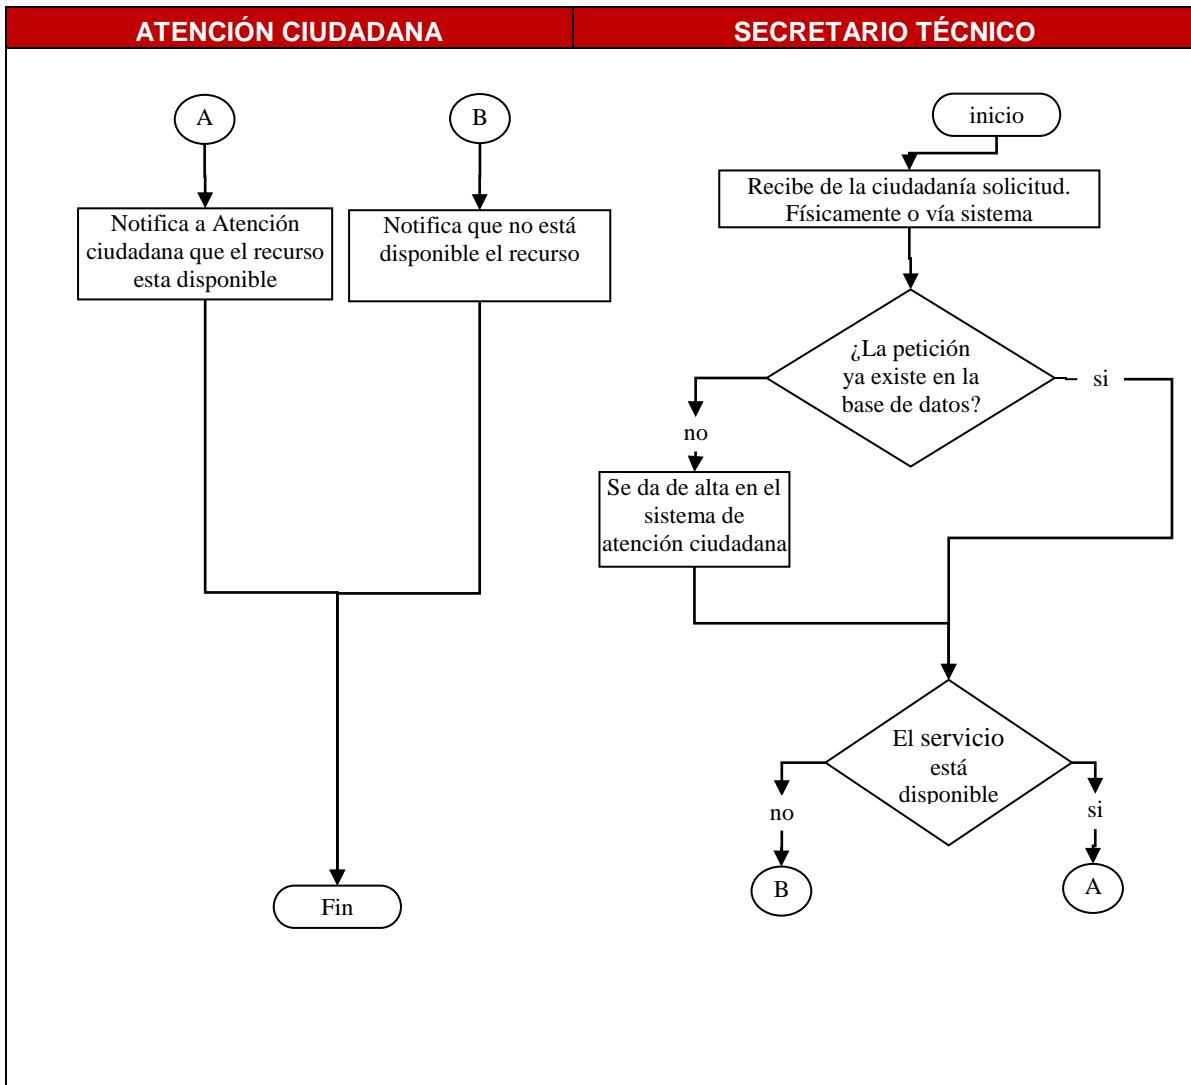 ATENCIÓN CIUDADANA
SECRETARIO TÉCNICO
A
B
Notifica a Atención
ciudadana que el recurso
esta disponible
Notifica que no está
disponible el recurso
Fin
inicio
Recibe de la ciudadanía solicitud.
Físicamente o vía sistema
¿La petición
ya existe en la
base de datos?
si
no
Se da de alta en el
sistema de
atención ciudadana
El servicio
está
disponible
no
si
B
A